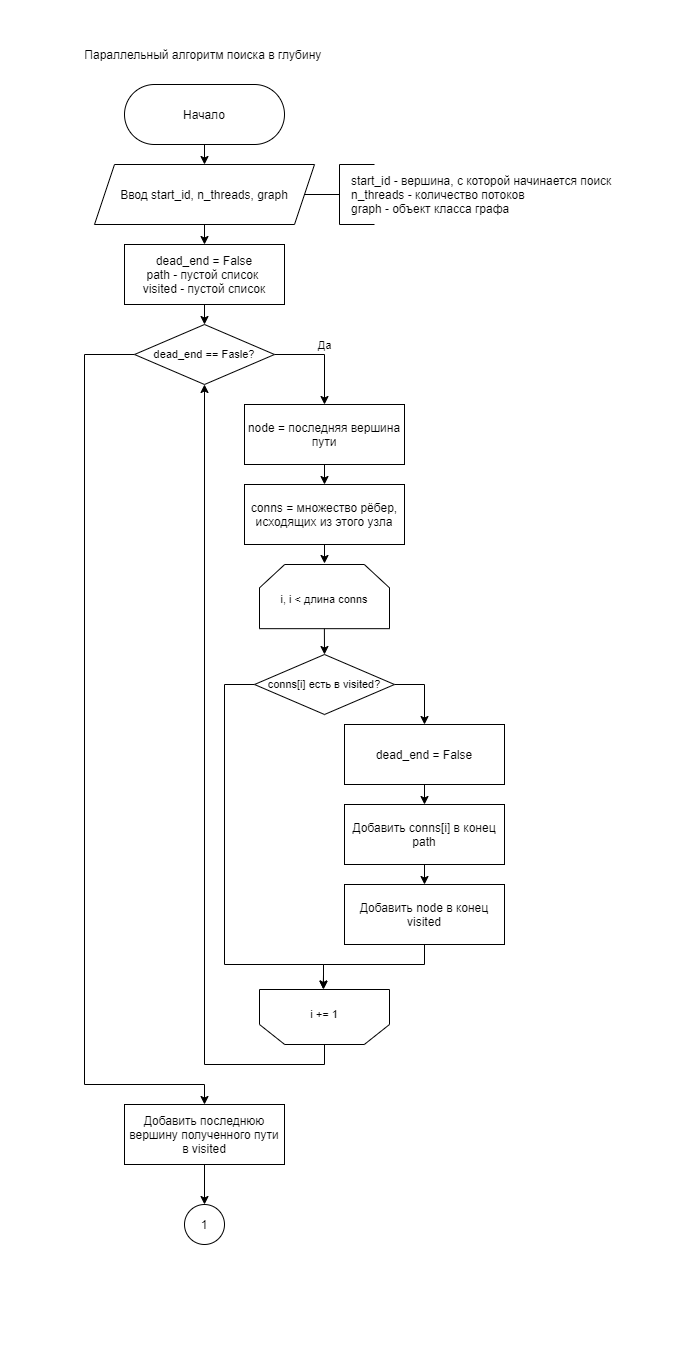 Параллельный алгоритм поиска в глубину
Начало
Ввод start_id, n_threads, graph
start_id - вершина, с которой начинается поиск
n_threads - количество потоков
graph - объект класса графа
dead_end = False
path - пустой список
visited - пустой список
dead_end == Fasle?
Да
node = последняя вершина
пути
conns = множество рёбер,
исходящих из этого узла
i, i < длина conns
conns[i] есть в visited?
dead_end = False
Добавить conns[i] в конец
path
Добавить node в конец
visited
i += 1
Добавить последнюю
вершину полученного пути
в visited
1